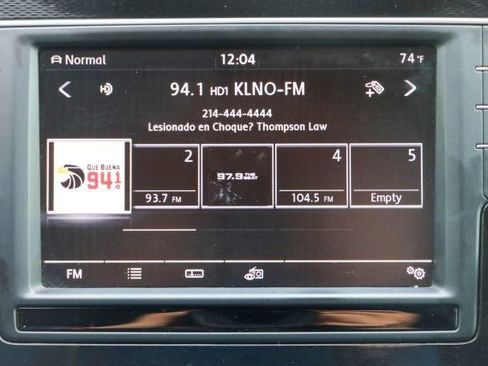 Normal 12:04 74 °F
94.1 HD1 KLNO-FM
214-444-4444
Lesionado en Choque? Thompson Law
QUE BUENA
94.1
2
93.7 FM
97.9
4
104.5 FM
5
Empty
FM